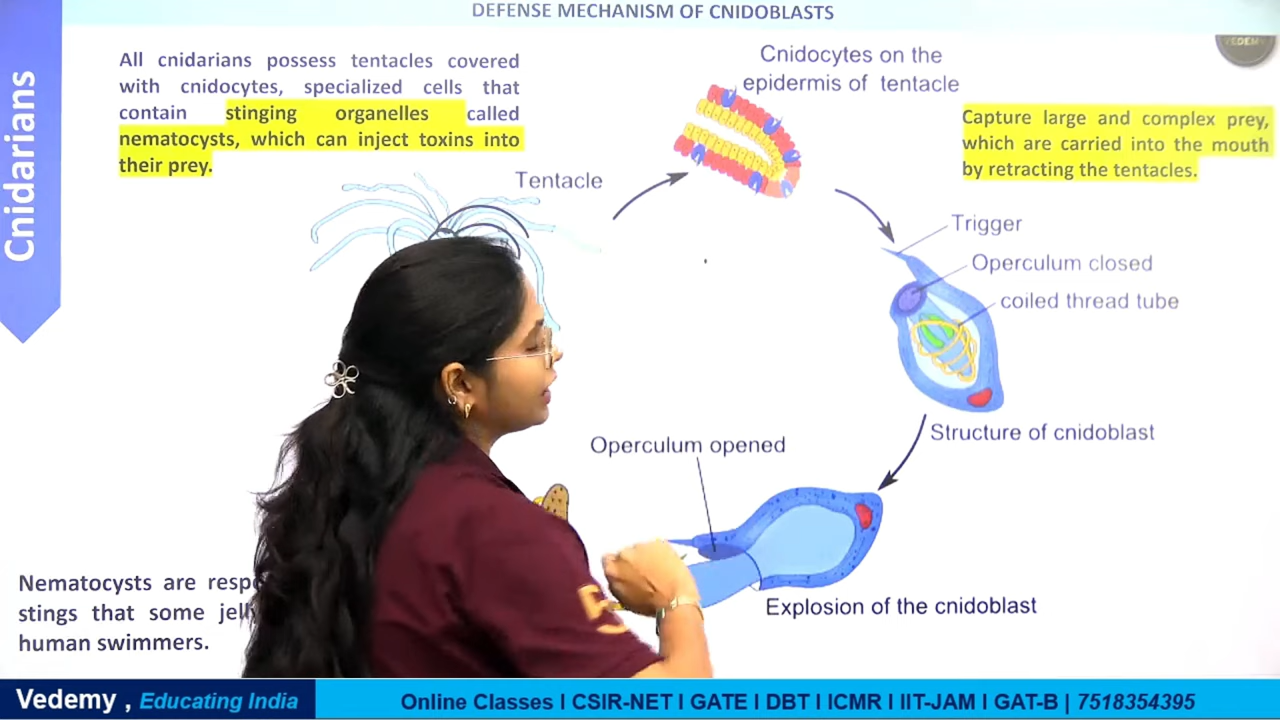 DEFENSE MECHANISM OF CNIDOBLASTS
VEDEMY
Cnidarians
All cnidarians possess tentacles covered
with cnidocytes, specialized cells that
contain stinging organelles called
nematocysts, which can inject toxins into
their prey.
Cnidocytes on the
epidermis of tentacle
Capture large and complex prey,
which are carried into the mouth
by retracting the tentacles.
Tentacle
Trigger
Operculum closed
coiled thread tube
Structure of cnidoblast
Operculum opened
Explosion of the cnidoblast
Nematocysts are
stings that some
human swimmers.
Vedemy , Educating India
Online Classes I CSIR-NET I GATE I DBT I ICMR I IIT-JAM I GAT-B | 7518354395